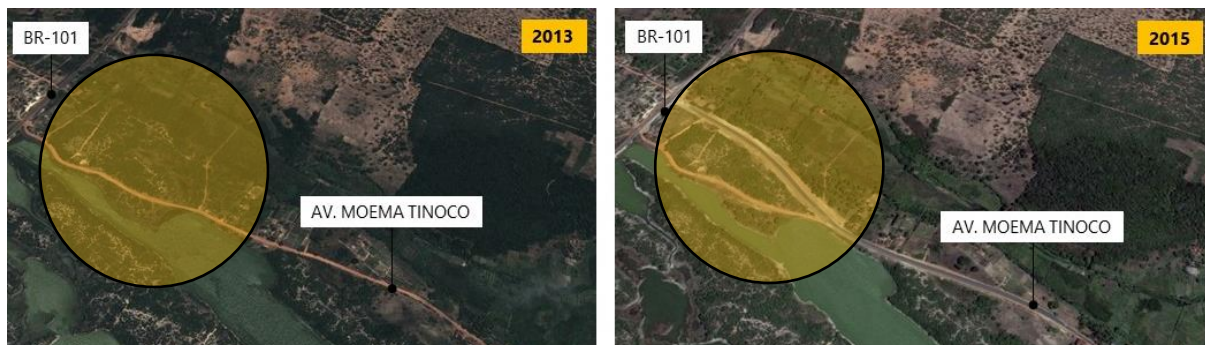 BR-101
2013
AV. MOEMA TINOCO
BR-101
2015
AV. MOEMA TINOCO